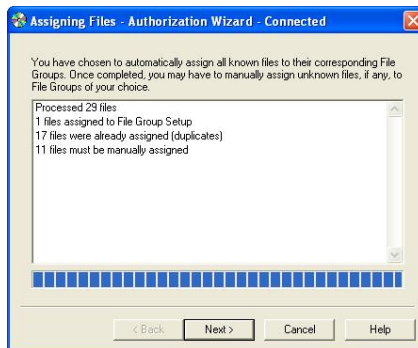 Assigning Files - Authorization Wizard - Connected
You have chosen to automatically assign all known files to their corresponding File
Groups. Once completed, you may have to manually assign unknown files, if any, to
File Groups of your choice.
Processed 29 files
1 files assigned to File Group Setup
17 files were already assigned (duplicates)
11 files must be manually assigned
< Back
Next >
Cancel
Help